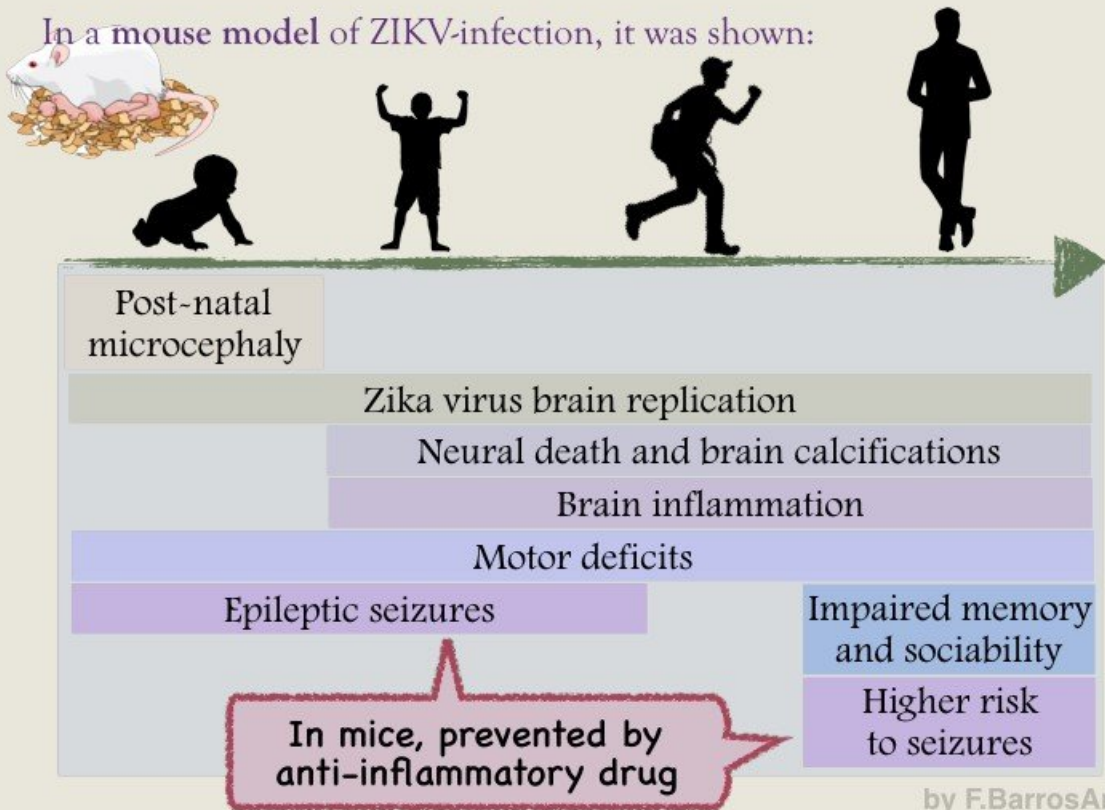 In a mouse model of ZIKV-infection, it was shown:
Post-natal
microcephaly
Zika virus brain replication
Neural death and brain calcifications
Brain inflammation
Motor deficits
Epileptic seizures
Impaired memory
and sociability
Higher risk
to seizures
In mice, prevented by
anti-inflammatory drug
by